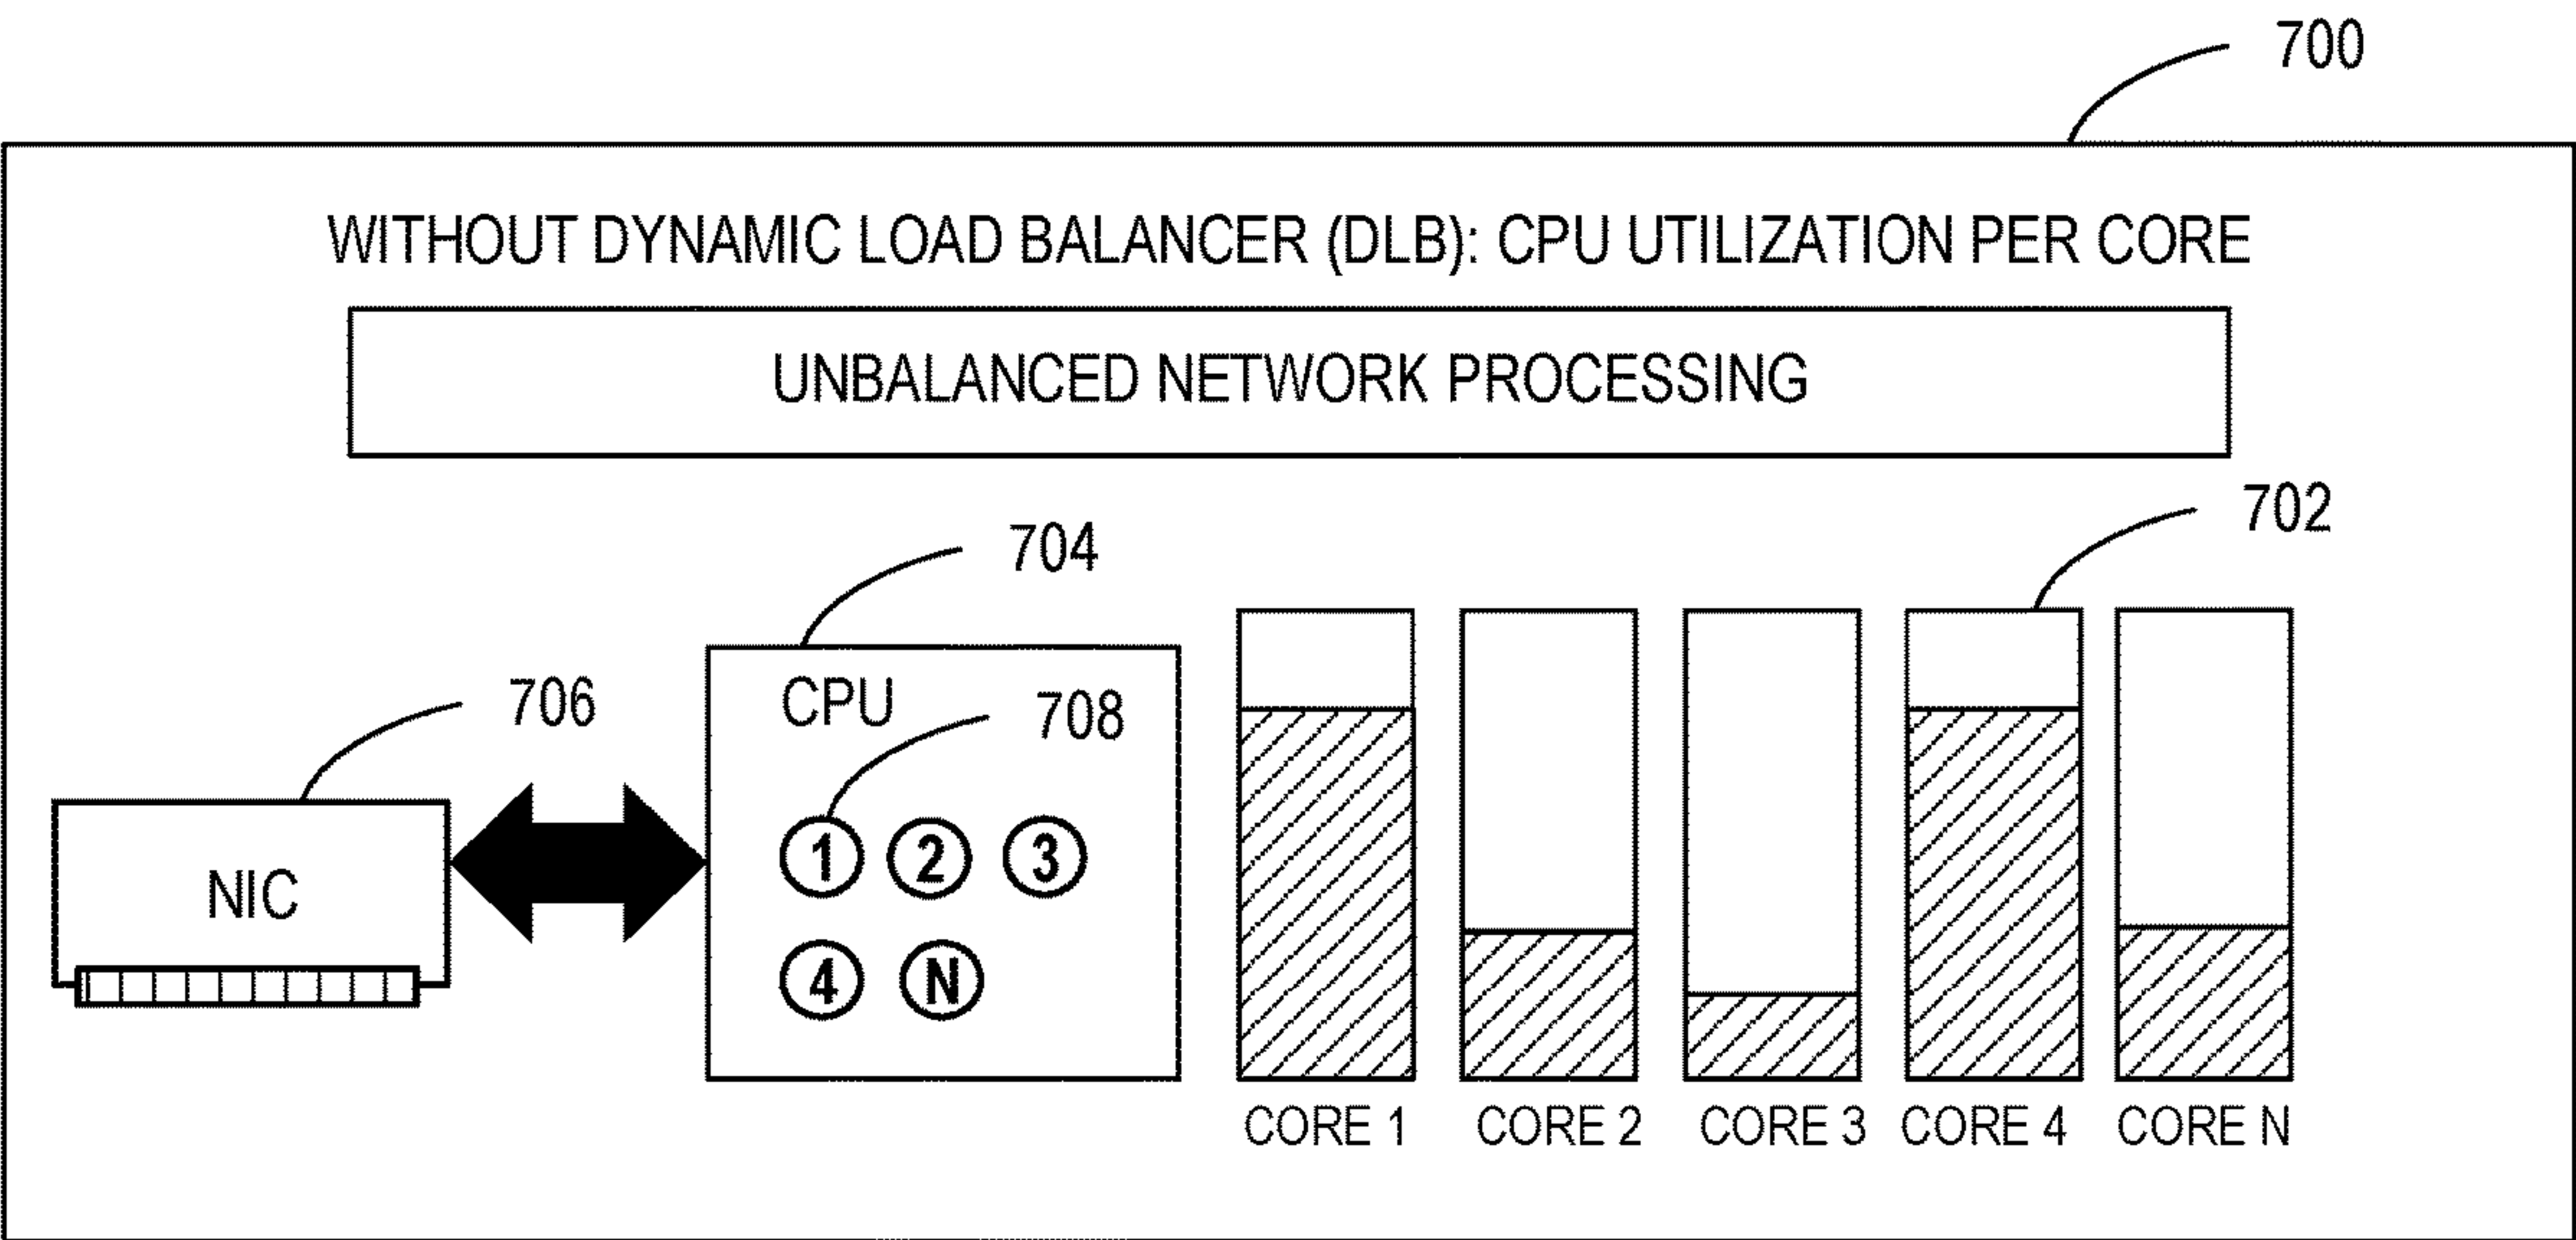 700
WITHOUT DYNAMIC LOAD BALANCER (DLB): CPU UTILIZATION PER CORE
UNBALANCED NETWORK PROCESSING
702
704
706
CPU
708
1 2 3
NIC
4 N
CORE 1 CORE 2 CORE 3 CORE 4 CORE N